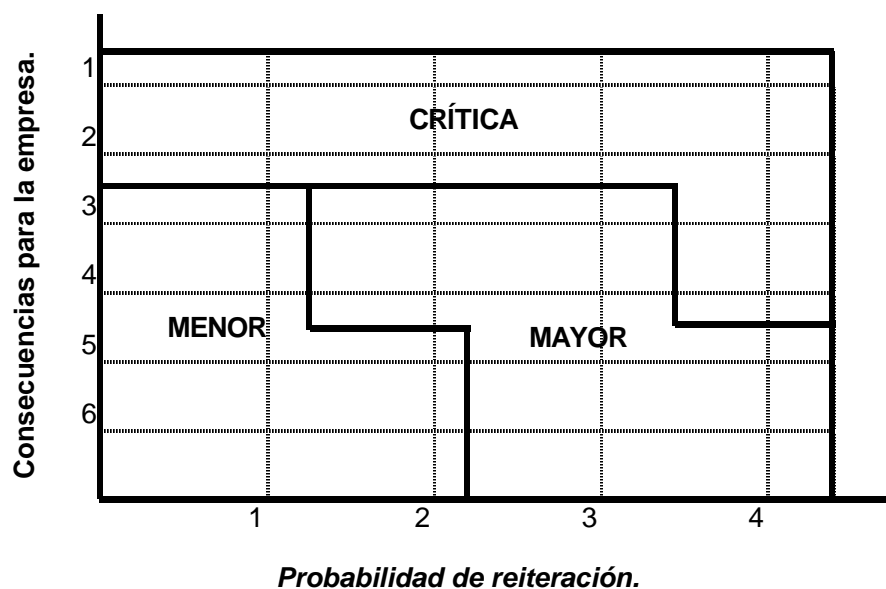 Consecuencias para la empresa.
1
2
3
4
5
6
CRÍTICA
MENOR
MAYOR
1 2 3 4
Probabilidad de reiteración.